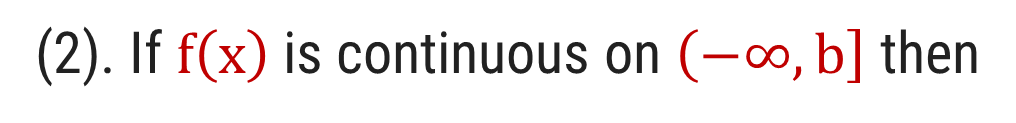 (2). If f(x) is continuous on (−∞, b] then